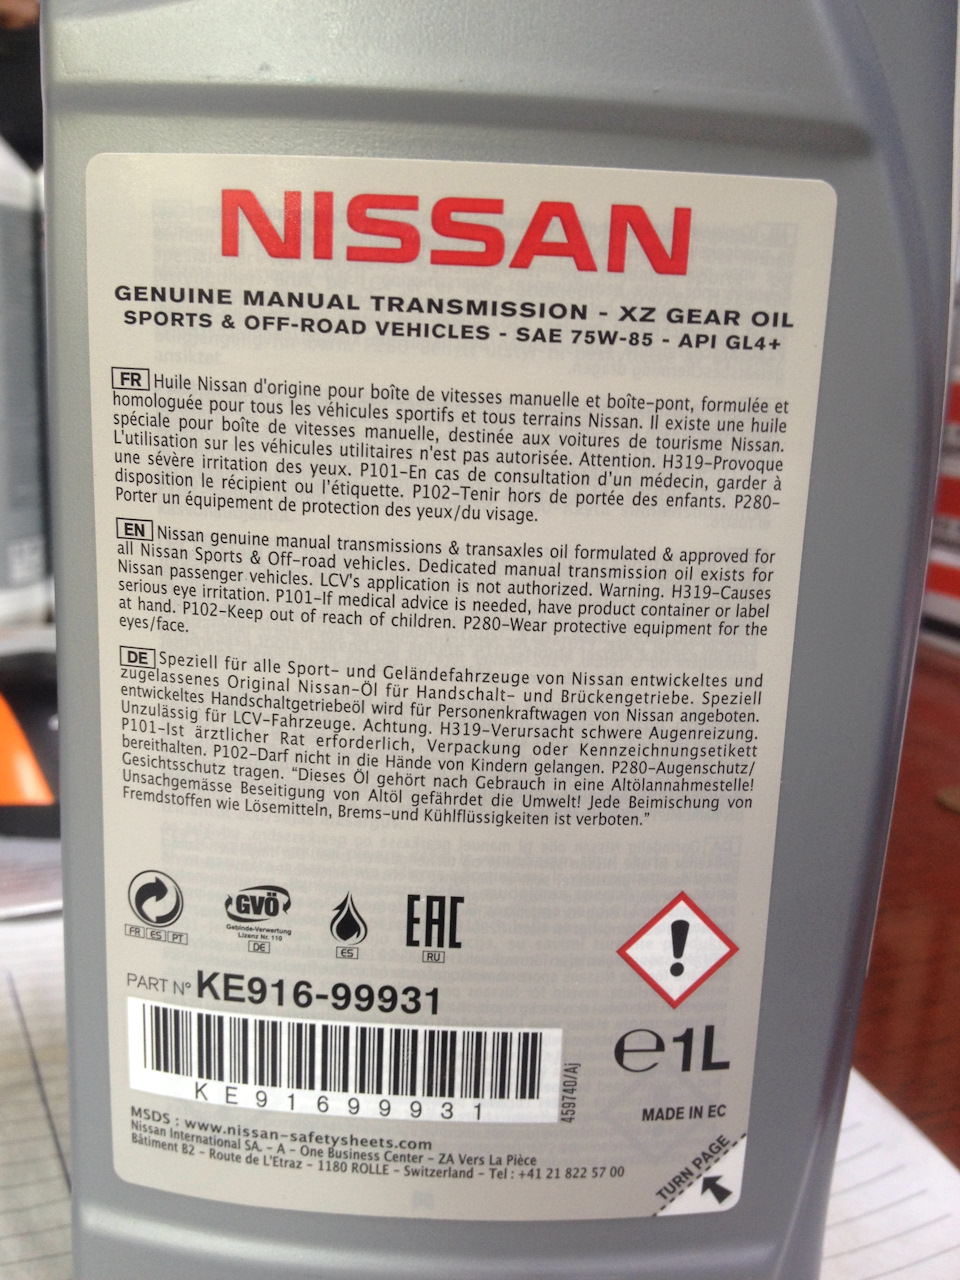 NISSAN
GENUINE MANUAL TRANSMISSION - XZ GEAR OIL
SPORTS & OFF-ROAD VEHICLES - SAE 75W-85 - API GL4+
FR Huile Nissan d'origine pour boîte de vitesses manuelle et boîte-pont, formulée et
homologuée pour tous les véhicules sportifs et tous terrains Nissan. Il existe une huile
spéciale pour boîte de vitesses manuelle, destinée aux voitures de tourisme Nissan.
L'utilisation sur les véhicules utilitaires n'est pas autorisée. Attention. H319-Provoque
une sévère irritation des yeux. P101-En cas de consultation d'un médecin, garder à
disposition le récipient ou l'étiquette. P102-Tenir hors de portée des enfants. P280-
Porter un équipement de protection des yeux/du visage.
EN Nissan genuine manual transmissions & transaxles oil formulated & approved for
all Nissan Sports & Off-road vehicles. Dedicated manual transmission oil exists for
Nissan passenger vehicles. LCV's application is not authorized. Warning. H319-Causes
serious eye irritation. P101-If medical advice is needed, have product container or label
at hand. P102-Keep out of reach of children. P280-Wear protective equipment for the
eyes/face.
DE Speziell für alle Sport- und Geländefahrzeuge von Nissan entwickeltes und
zugelassenes Original Nissan-Öl für Handschalt- und Brückengetriebe. Speziell
entwickeltes Handschaltgetriebeöl wird für Personenkraftwagen von Nissan angeboten.
Unzulässig für LCV-Fahrzeuge. Achtung. H319-Verursacht schwere Augenreizung.
P101-Ist ärztlicher Rat erforderlich, Verpackung oder Kennzeichnungsetikett
bereithalten. P102-Darf nicht in die Hände von Kindern gelangen. P280-Augenschutz/
Gesichtsschutz tragen. "Dieses Öl gehört nach Gebrauch in eine Altölannahmestelle!
Unsachgemässe Beseitigung von Altöl gefährdet die Umwelt! Jede Beimischung von
Fremdstoffen wie Lösemitteln, Brems-und Kühlflüssigkeiten ist verboten."
FR ES PT
GVÖ
Gebinde-Verwertung
Lizenz Nr. 110
DE
ES
EAC
RU
PART N° KE916-99931
KE91699931
459740/Aj
e 1L
MADE IN EC
MSDS : www.nissan-safetysheets.com
Nissan International SA. - A - One Business Center - ZA Vers La Pièce
Bâtiment B2 - Route de L'Etraz - 1180 ROLLE - Switzerland - Tel : +41 21 822 57 00
TURN PAGE